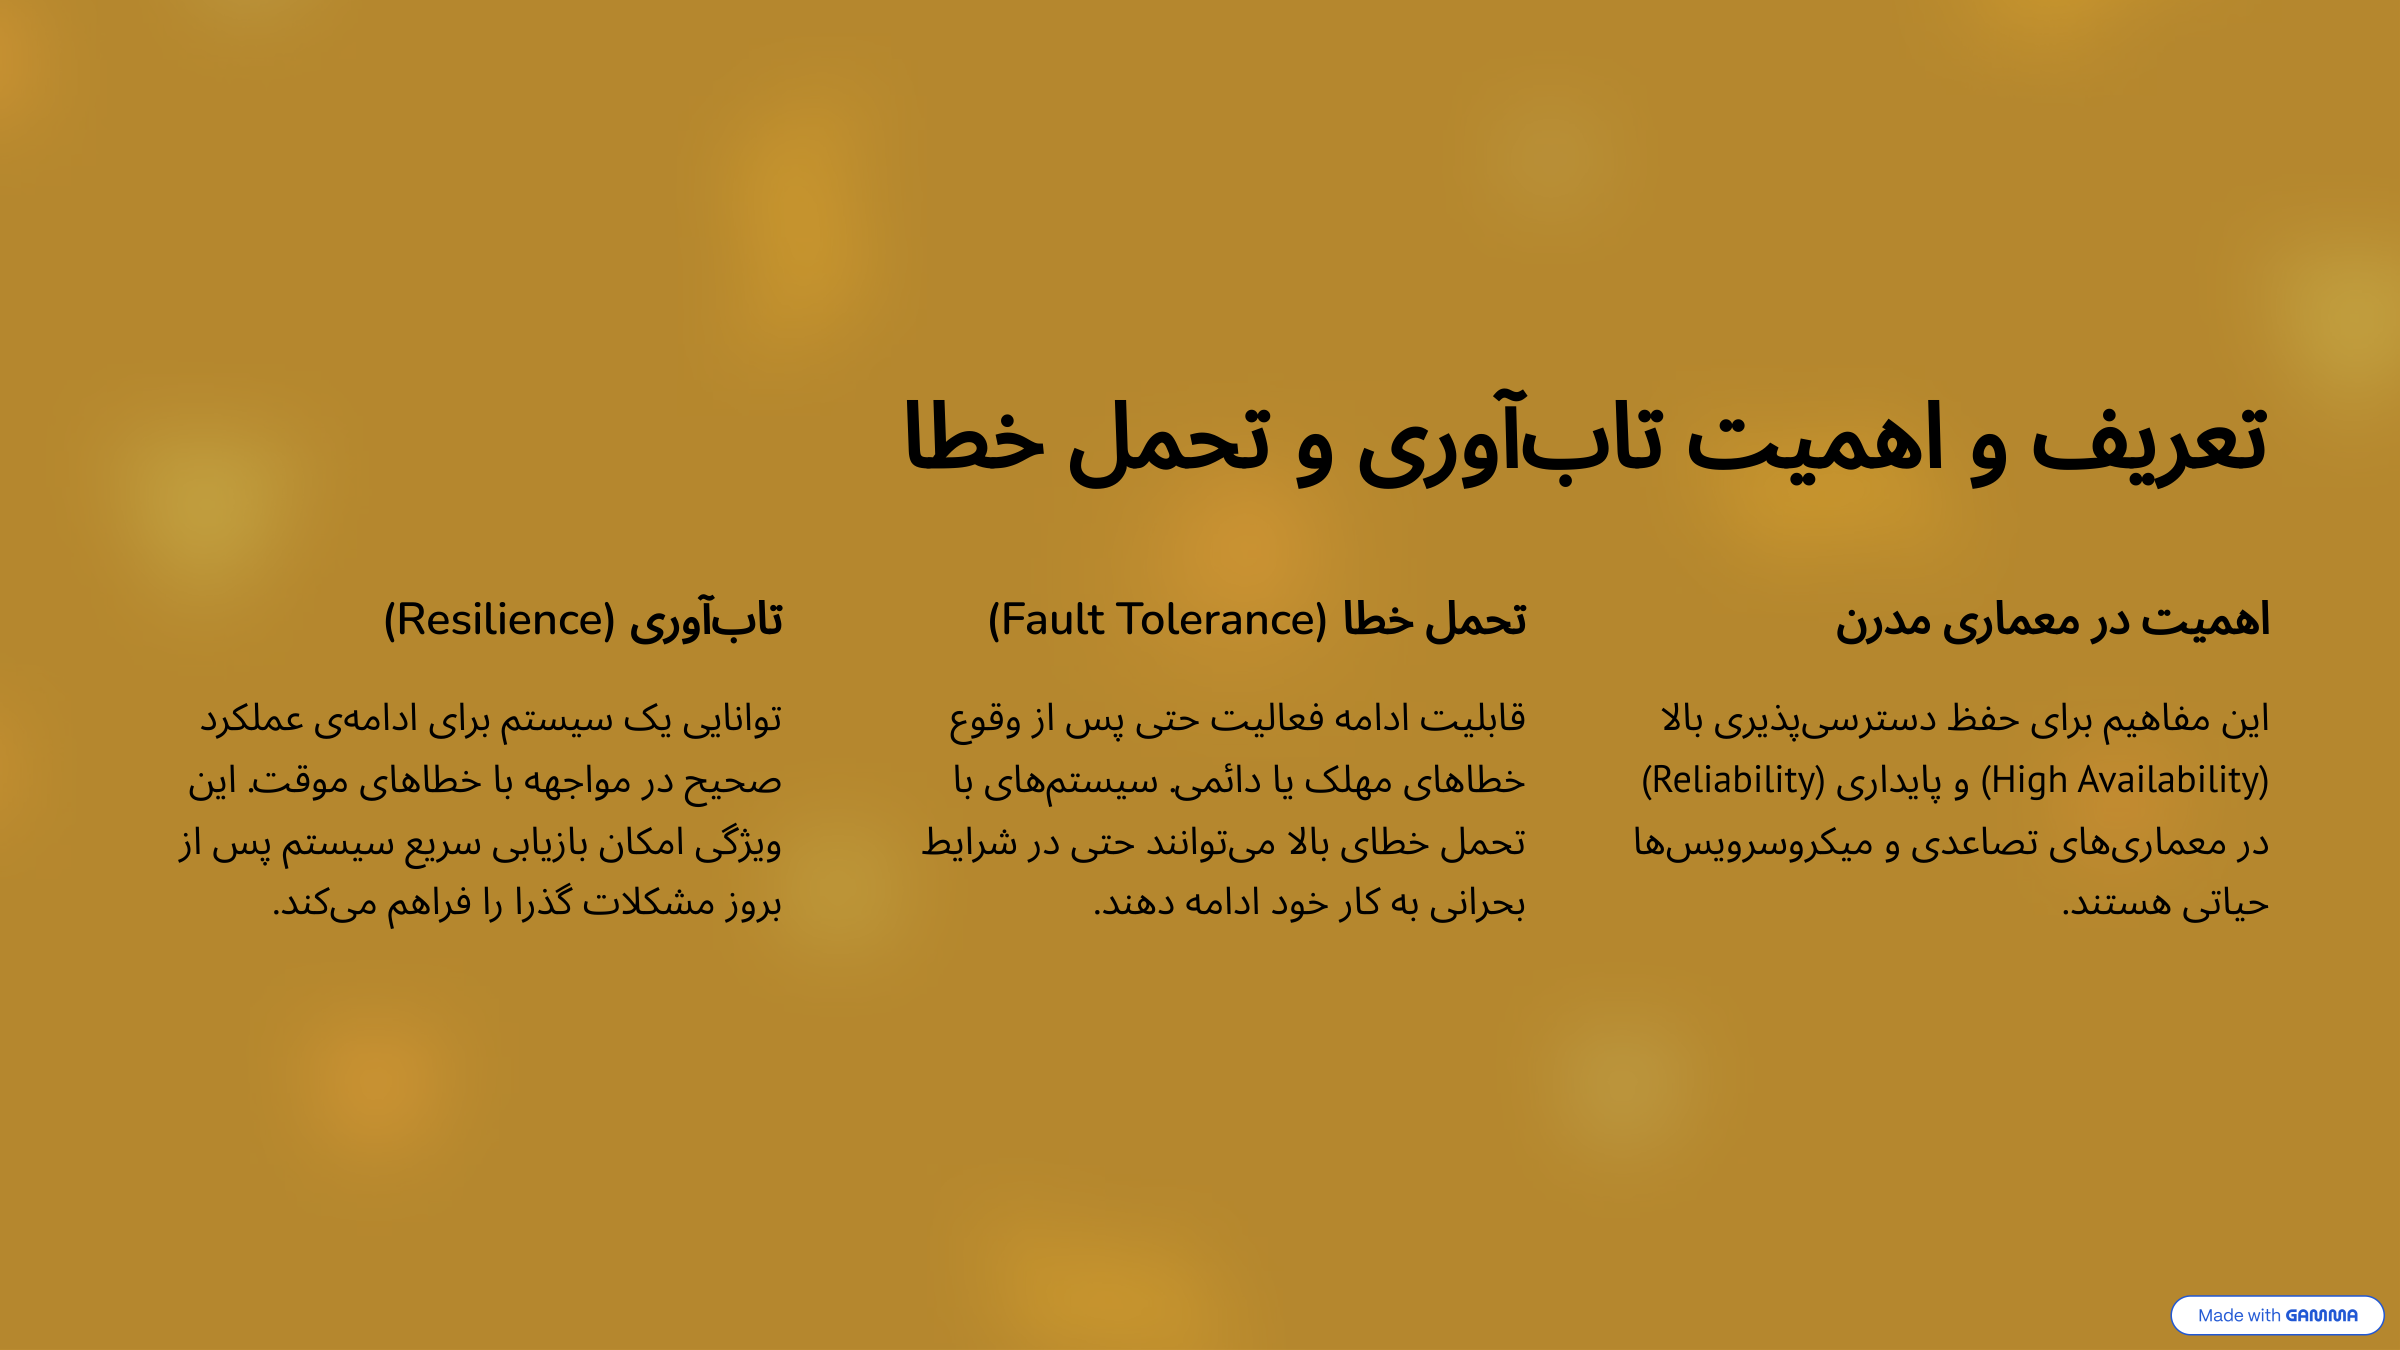 تعریف و اهمیت تاب‌آوری و تحمل خطا
اهمیت در معماری مدرن
این مفاهیم برای حفظ دسترسی‌پذیری بالا
(High Availability) و پایداری (Reliability)
در معماری‌های تصاعدی و میکروسرویس‌ها
حیاتی هستند.
تحمل خطا (Fault Tolerance)
قابلیت ادامه فعالیت حتی پس از وقوع
خطاهای مهلک یا دائمی. سیستم‌های با
تحمل خطای بالا می‌توانند حتی در شرایط
بحرانی به کار خود ادامه دهند.
تاب‌آوری (Resilience)
توانایی یک سیستم برای ادامه‌ی عملکرد
صحیح در مواجهه با خطاهای موقت. این
ویژگی امکان بازیابی سریع سیستم پس از
بروز مشکلات گذرا را فراهم می‌کند.
Made with GAMMA